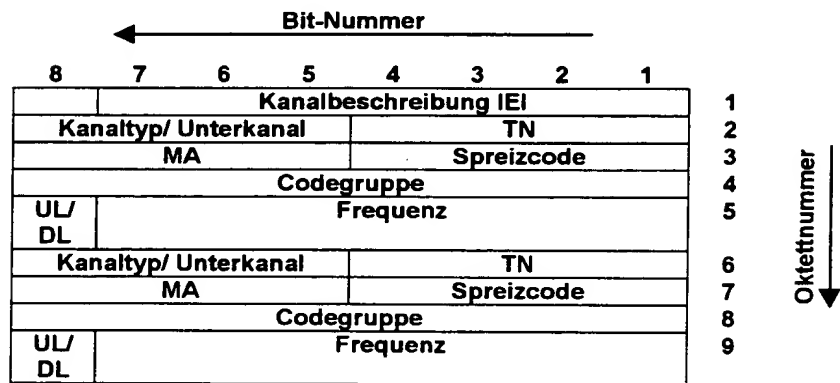 Bit-Nummer
8 7 6 5 4 3 2 1
Kanalbeschreibung IEI 1
Kanaltyp/ Unterkanal TN 2
MA Spreizcode 3
Codegruppe 4
UL/ Frequenz 5
DL
Kanaltyp/ Unterkanal TN 6
MA Spreizcode 7
Codegruppe 8
UL/ Frequenz 9
DL
Oktettnummer